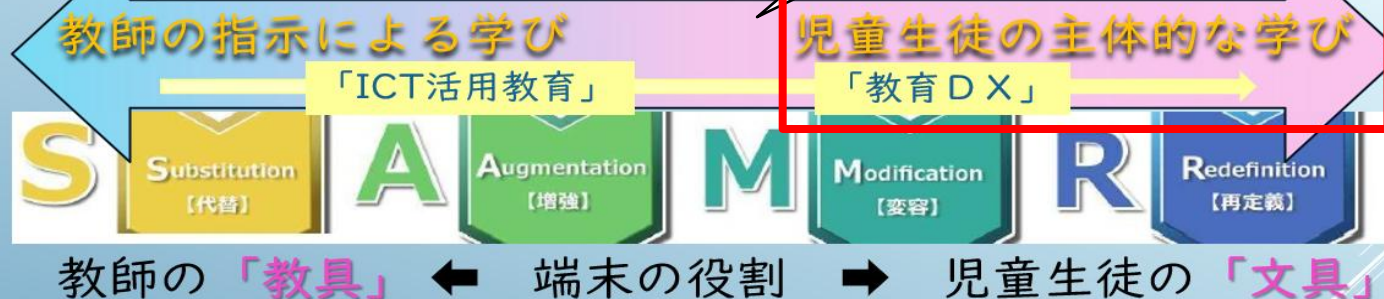 教師の指示による学び 児童生徒の主体的な学び
「ICT活用教育」 「教育ＤＸ」
S Substitution A Augmentation M Modification R Redefinition
【代替】 【増強】 【変容】 【再定義】
教師の「教具」 ⬅ 端末の役割 ➡ 児童生徒の「文具」